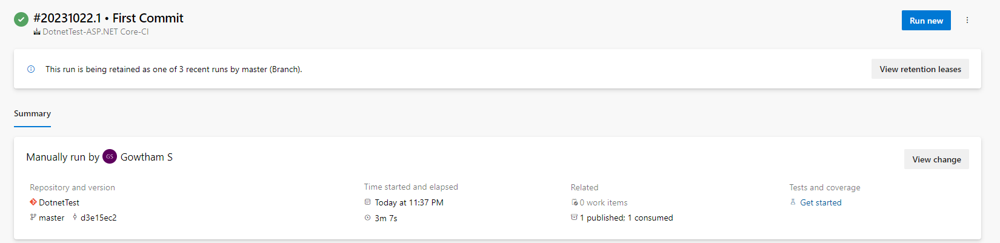 #20231022.1 • First Commit
DotnetTest-ASP.NET Core-CI
Run new
This run is being retained as one of 3 recent runs by master (Branch).
View retention leases
Summary
Manually run by GS Gowtham S
View change
Repository and version
DotnetTest
master d3e15ec2
Time started and elapsed
Today at 11:37 PM
3m 7s
Related
0 work items
1 published; 1 consumed
Tests and coverage
Get started